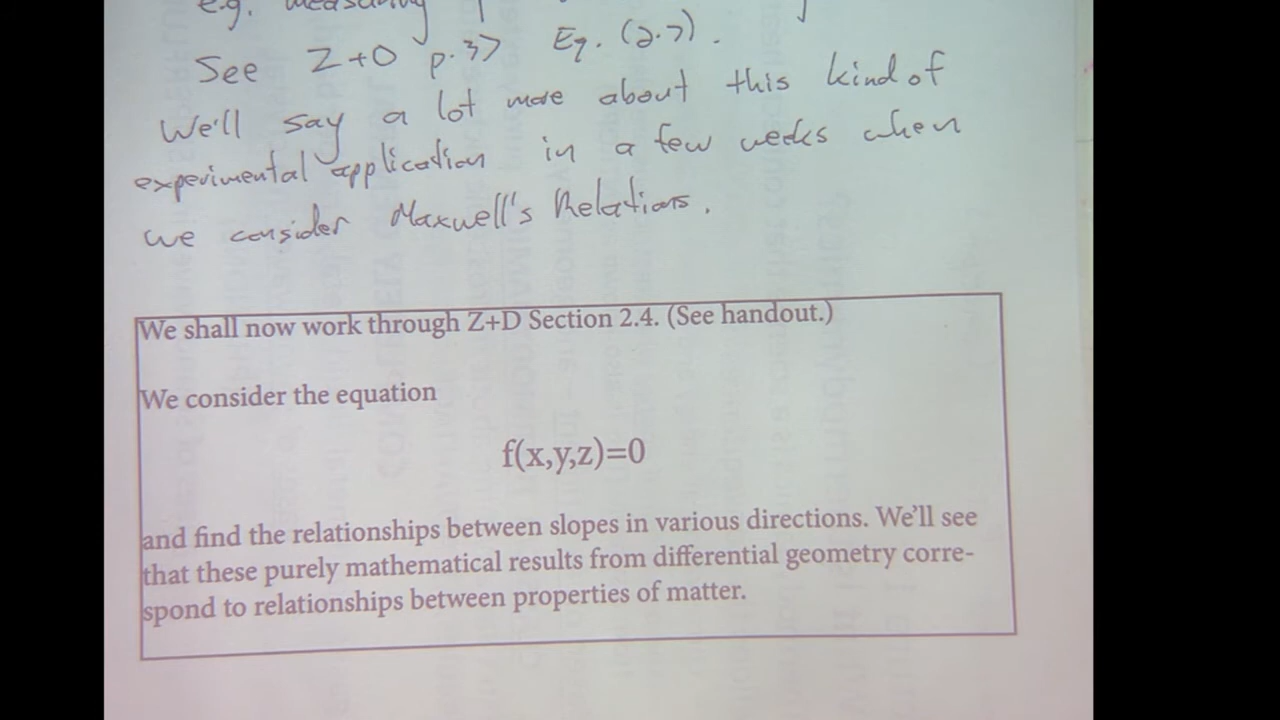 e.g. measuring
See Z+D p.37 Eq. (2.7).
We'll say a lot more about this kind of
experimental application in a few weeks when
we consider Maxwell's Relations.
We shall now work through Z+D Section 2.4. (See handout.)
We consider the equation
f(x,y,z)=0
and find the relationships between slopes in various directions. We'll see
that these purely mathematical results from differential geometry corre-
spond to relationships between properties of matter.